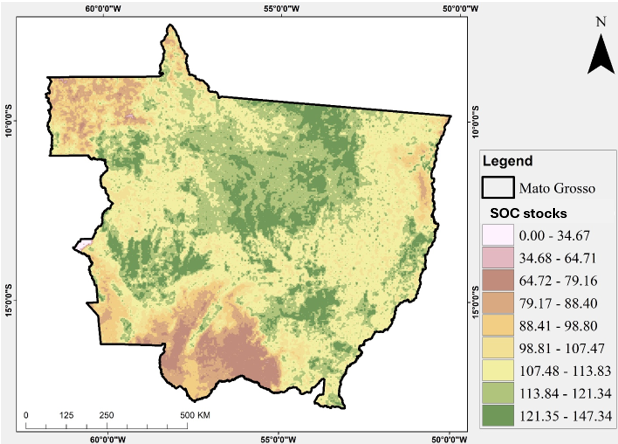 60°0'0"W 55°0'0"W 50°0'0"W
N
10°0'0"S 10°0'0"S
Legend
Mato Grosso
SOC stocks
0.00 - 34.67
34.68 - 64.71
64.72 - 79.16
79.17 - 88.40
88.41 - 98.80
98.81 - 107.47
107.48 - 113.83
113.84 - 121.34
121.35 - 147.34
15°0'0"S 15°0'0"S
0 125 250 500 KM
60°0'0"W 55°0'0"W 50°0'0"W